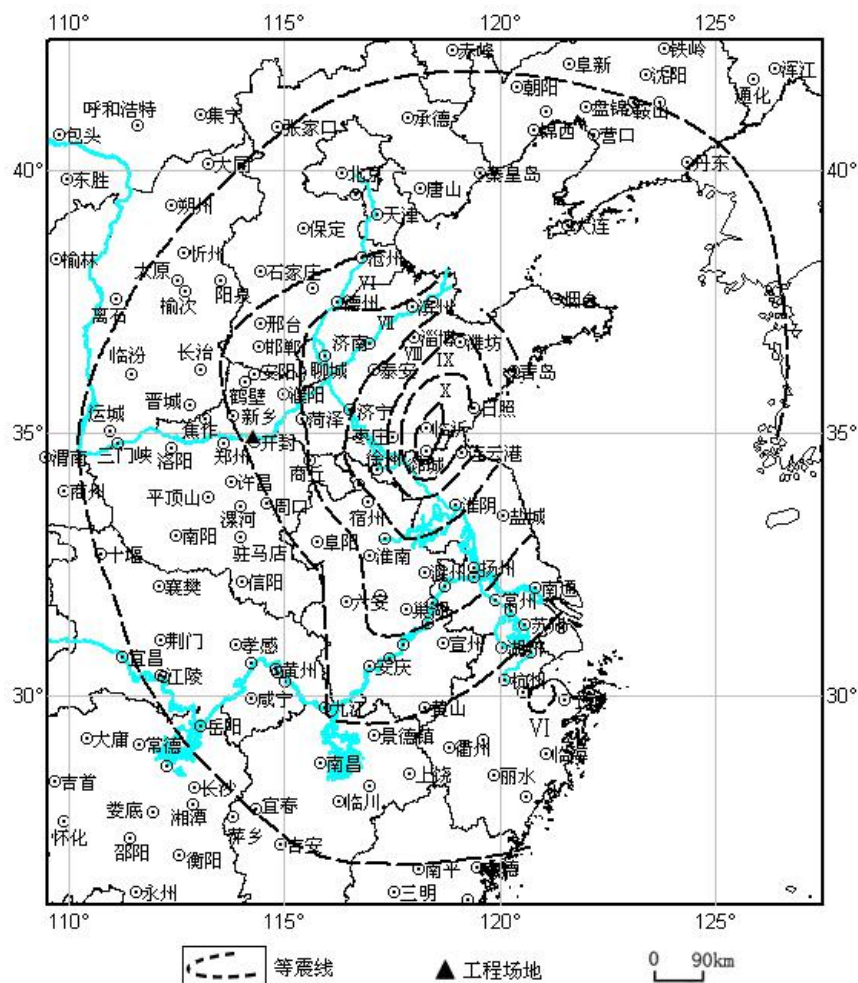 110° 115° 120° 125°
赤峰
铁岭
阜新
沈阳
浑江
朝阳
通化
呼和浩特
集宁
张家口
承德
盘锦
鞍山
包头
锦西
营口
40°
大同
北京
秦皇岛
丹东
40°
东胜
唐山
朔州
天津
保定
大连
忻州
沧州
榆林
太原
石家庄
VI
榆次
阳泉
德州
滨州
烟台
离石
邢台
VII
济南
淄博
潍坊
临汾
长治
邯郸
VIII
IX
安阳
聊城
泰安
青岛
X
晋城
鹤壁
濮阳
运城
新乡
菏泽
济宁
日照
焦作
临沂
35°
枣庄
35°
渭南
三门峡
洛阳
郑州
开封
连云港
商丘
徐州
商州
平顶山
许昌
周口
宿州
淮阴
盐城
漯河
南阳
阜阳
十堰
驻马店
淮南
襄樊
信阳
滁州
扬州
南通
六安
巢湖
常州
苏州
荆门
孝感
宣州
湖州
宜昌
江陵
黄州
安庆
杭州
30°
咸宁
九江
黄山
30°
岳阳
VI
大庸
常德
景德镇
衢州
临海
吉首
南昌
上饶
丽水
长沙
娄底
湘潭
宜春
临川
怀化
萍乡
邵阳
吉安
衡阳
南平
永州
三明
110° 115° 120° 125°
等震线
工程场地
0 90km